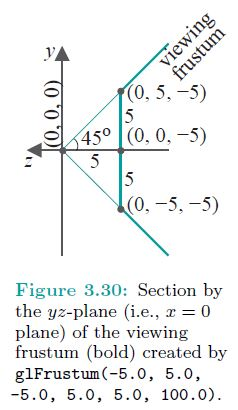 viewing
frustum
y
(0, 5, −5)
(0, 0, 0)
5
45° (0, 0, −5)
z
5
5
(0, −5, −5)
Figure 3.30: Section by
the yz-plane (i.e., x = 0
plane) of the viewing
frustum (bold) created by
glFrustum(-5.0, 5.0,
-5.0, 5.0, 5.0, 100.0).